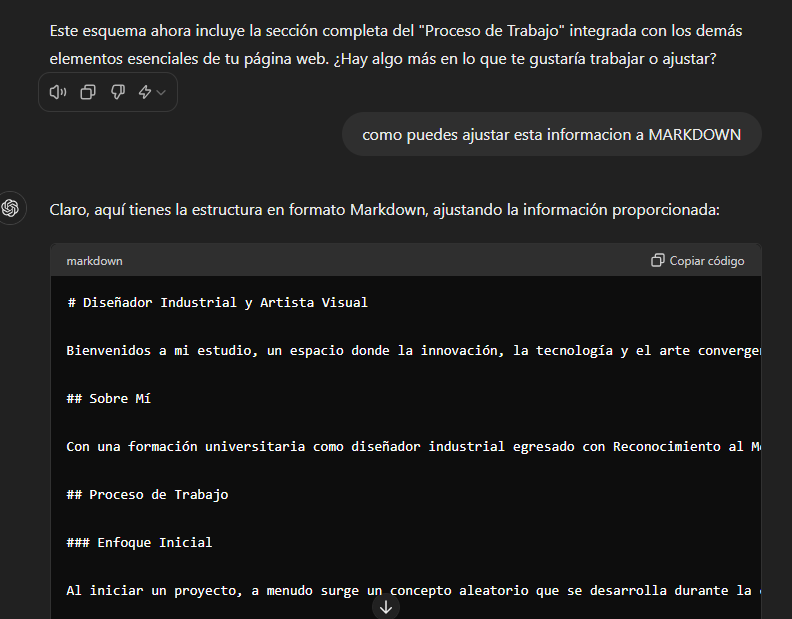 Este esquema ahora incluye la sección completa del "Proceso de Trabajo" integrada con los demás
elementos esenciales de tu página web. ¿Hay algo más en lo que te gustaría trabajar o ajustar?
como puedes ajustar esta informacion a MARKDOWN
Claro, aquí tienes la estructura en formato Markdown, ajustando la información proporcionada:
markdown Copiar código
# Diseñador Industrial y Artista Visual
Bienvenidos a mi estudio, un espacio donde la innovación, la tecnología y el arte
## Sobre Mí
Con una formación universitaria como diseñador industrial egresado con Reconocimiento al
## Proceso de Trabajo
### Enfoque Inicial
Al iniciar un proyecto, a menudo surge un concepto aleatorio que se desarrolla durante la